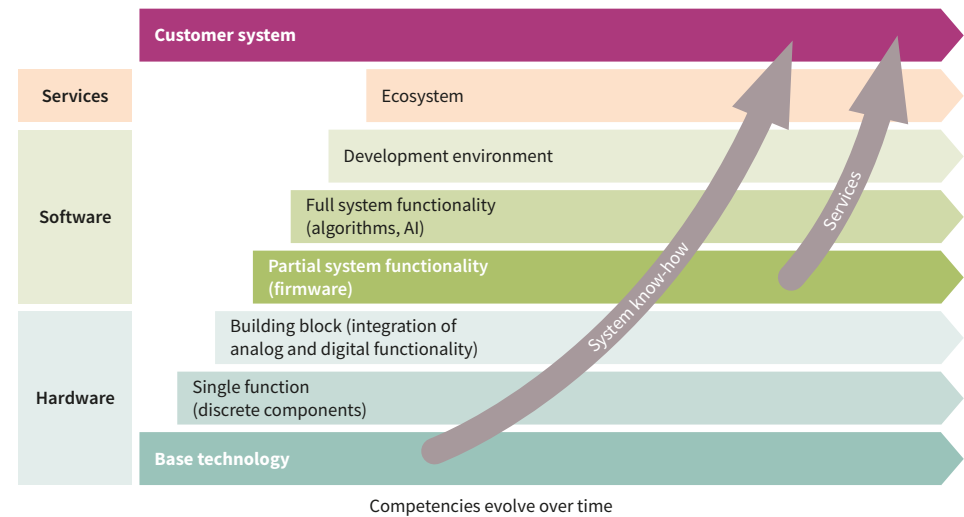 Customer system
Services
Ecosystem
Development environment
Software
Full system functionality
(algorithms, AI)
Partial system functionality
(firmware)
Building block (integration of
analog and digital functionality)
Hardware
Single function
(discrete components)
Base technology
System know-how
Services
Competencies evolve over time